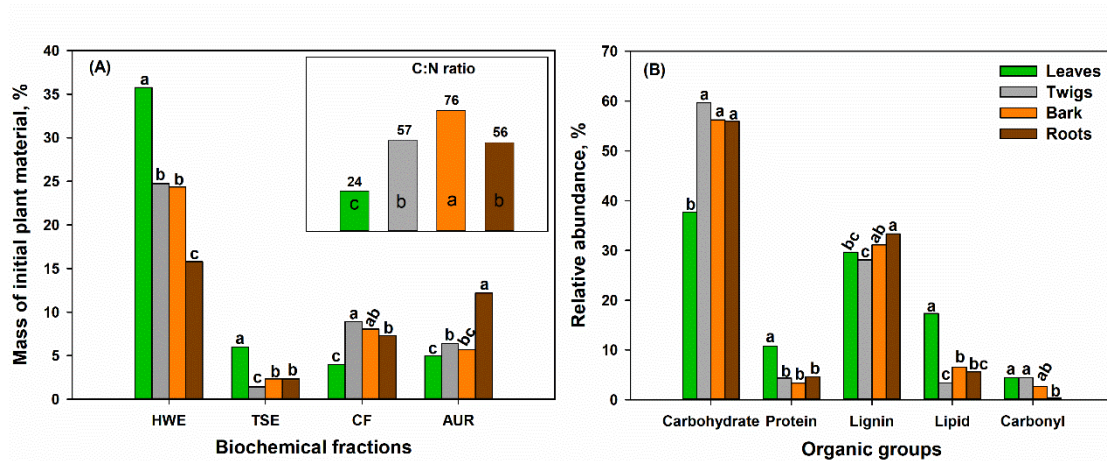 (A)
Mass of initial plant material, %
40
35
30
25
20
15
10
5
0
C:N ratio
24 57 76 56
c b a b
a b b c
a c b b
c a ab b
c b bc a
HWE TSE CF AUR
Biochemical fractions
(B)
Relative abundance, %
70
60
50
40
30
20
10
0
Leaves
Twigs
Bark
Roots
b a a a
a b b b
bc c ab a
a c b bc
a a ab b
Carbohydrate Protein Lignin Lipid Carbonyl
Organic groups